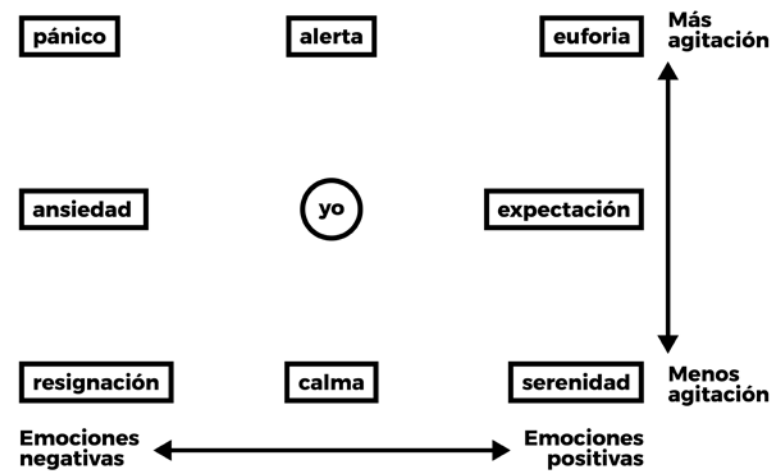 pánico
alerta
euforia
Más
agitación
ansiedad
yo
expectación
resignación
calma
serenidad
Menos
agitación
Emociones
negativas
Emociones
positivas